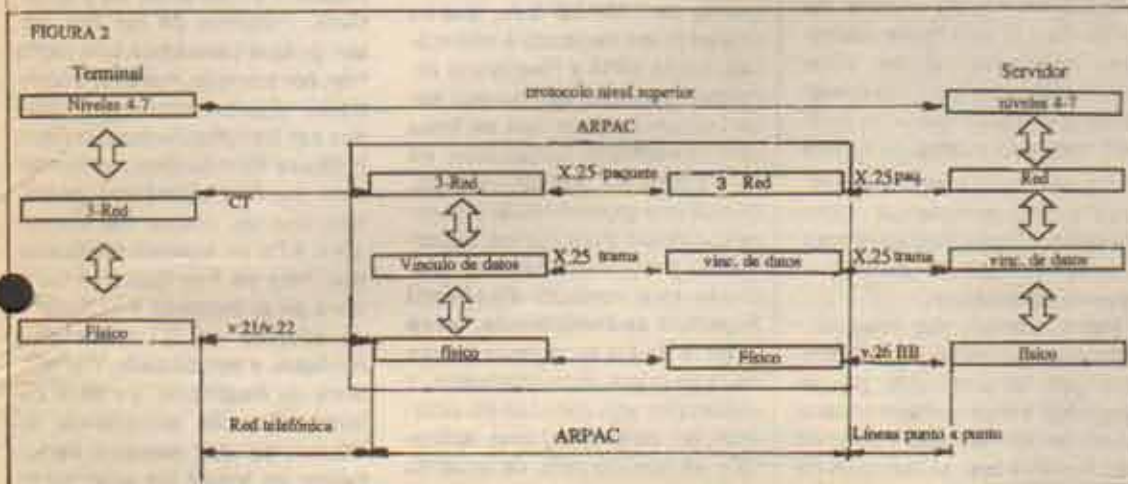 FIGURA 2
Terminal
Servidor
Niveles 4-7
protocolo nivel superior
niveles 4-7
ARPAC
3-Red
X.25 paquete
3 Red
X.25 paq.
Red
3-Red
CT
Vínculo de datos
X.25 trama
vinc. de datos
X.25 trama
vinc. de datos
Físico
v.21/v.22
físico
Físico
v.26 BB
físico
Red telefónica
ARPAC
Líneas punto a punto